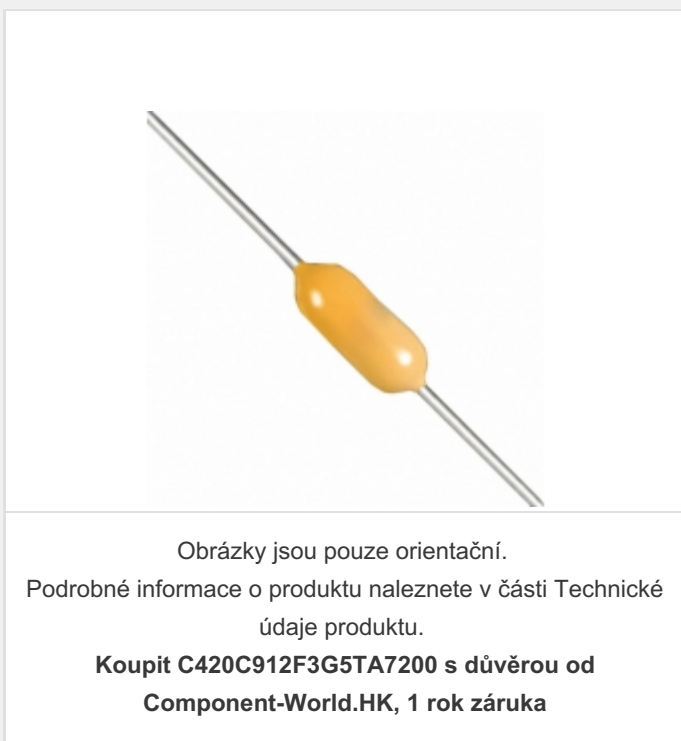 Obrázky jsou pouze orientační.
Podrobné informace o produktu naleznete v části Technické
údaje produktu.
Koupit C420C912F3G5TA7200 s důvěrou od
Component-World.HK, 1 rok záruka